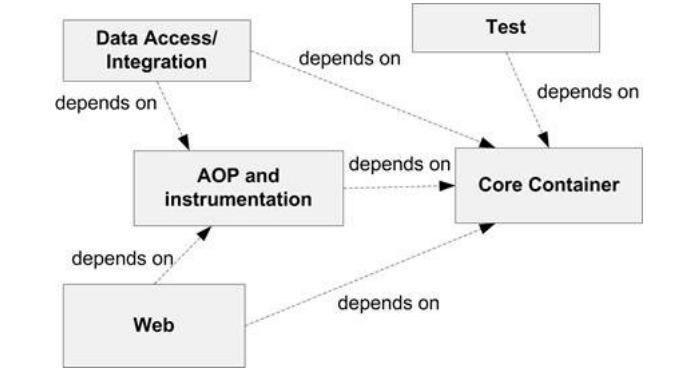 Data Access/
Integration
Test
depends on
depends on
depends on
AOP and
instrumentation
depends on
Core Container
depends on
depends on
Web